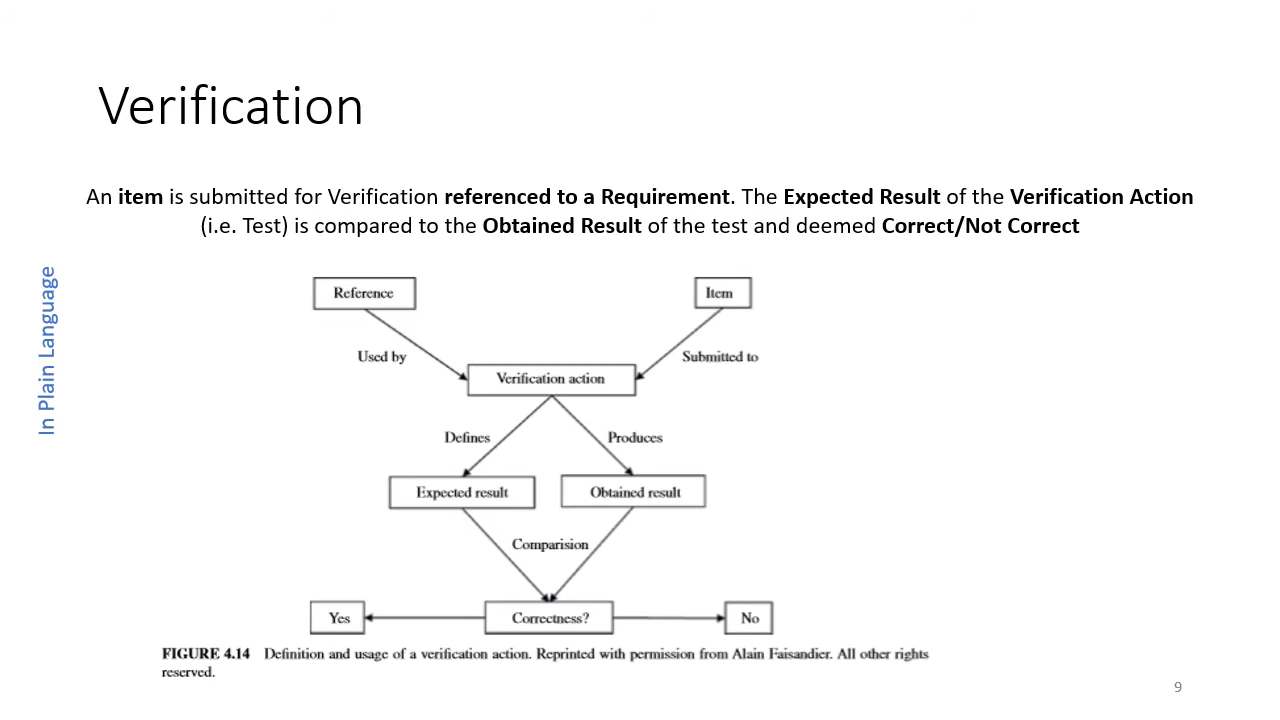 Verification
An item is submitted for Verification referenced to a Requirement. The Expected Result of the Verification Action
(i.e. Test) is compared to the Obtained Result of the test and deemed Correct/Not Correct
In Plain Language
Reference
Item
Used by
Submitted to
Verification action
Defines
Produces
Expected result
Obtained result
Comparision
Yes
Correctness?
No
FIGURE 4.14 Definition and usage of a verification action. Reprinted with permission from Alain Faisandier. All other rights
reserved.
9